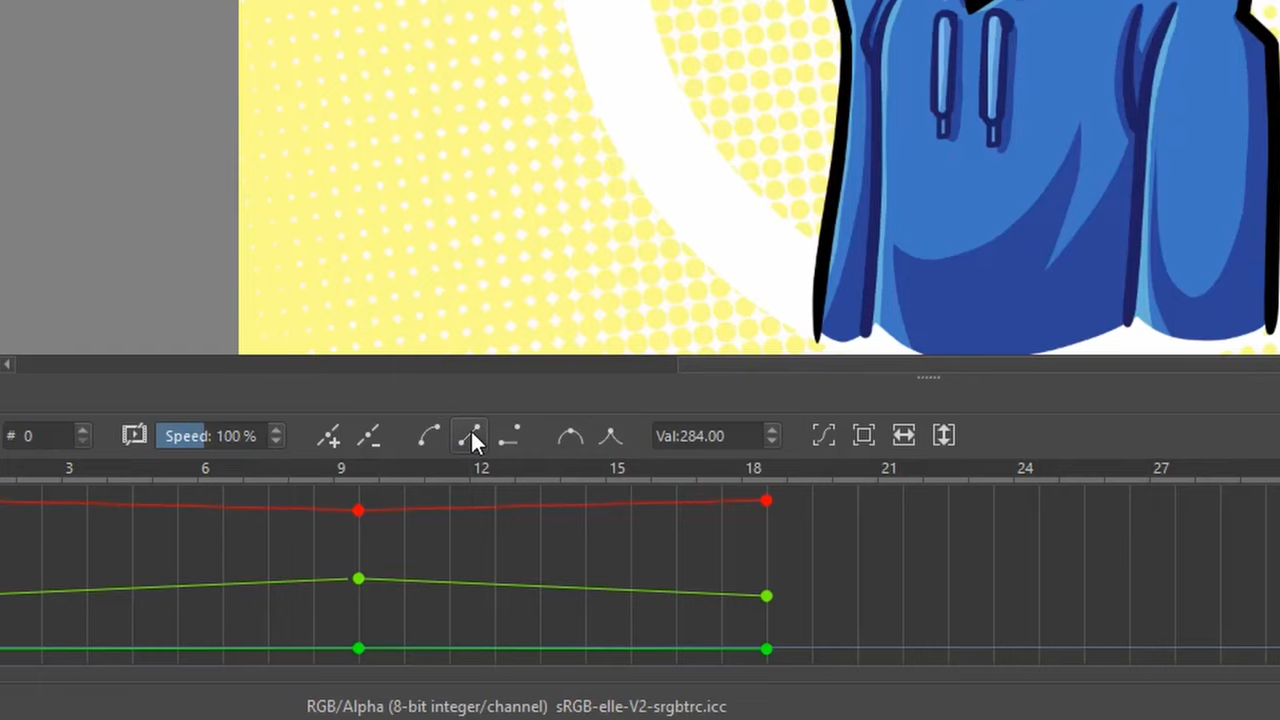 # 0 Speed: 100 % Val:284.00
3 6 9 12 15 18 21 24 27
RGB/Alpha (8-bit integer/channel) sRGB-elle-V2-srgbtrc.icc